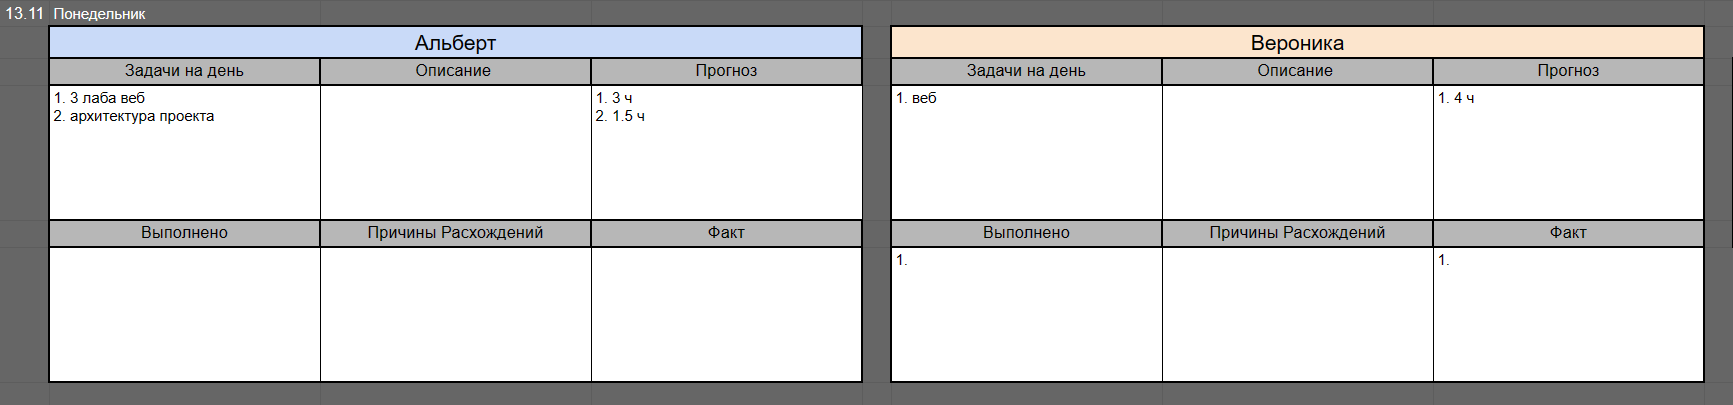 13.11 Понедельник
Альберт
Задачи на день Описание Прогноз
1. 3 лаба веб 1. 3 ч
2. архитектура проекта 2. 1.5 ч
Выполнено Причины Расхождений Факт
Вероника
Задачи на день Описание Прогноз
1. веб 1. 4 ч
Выполнено Причины Расхождений Факт
1. 1.